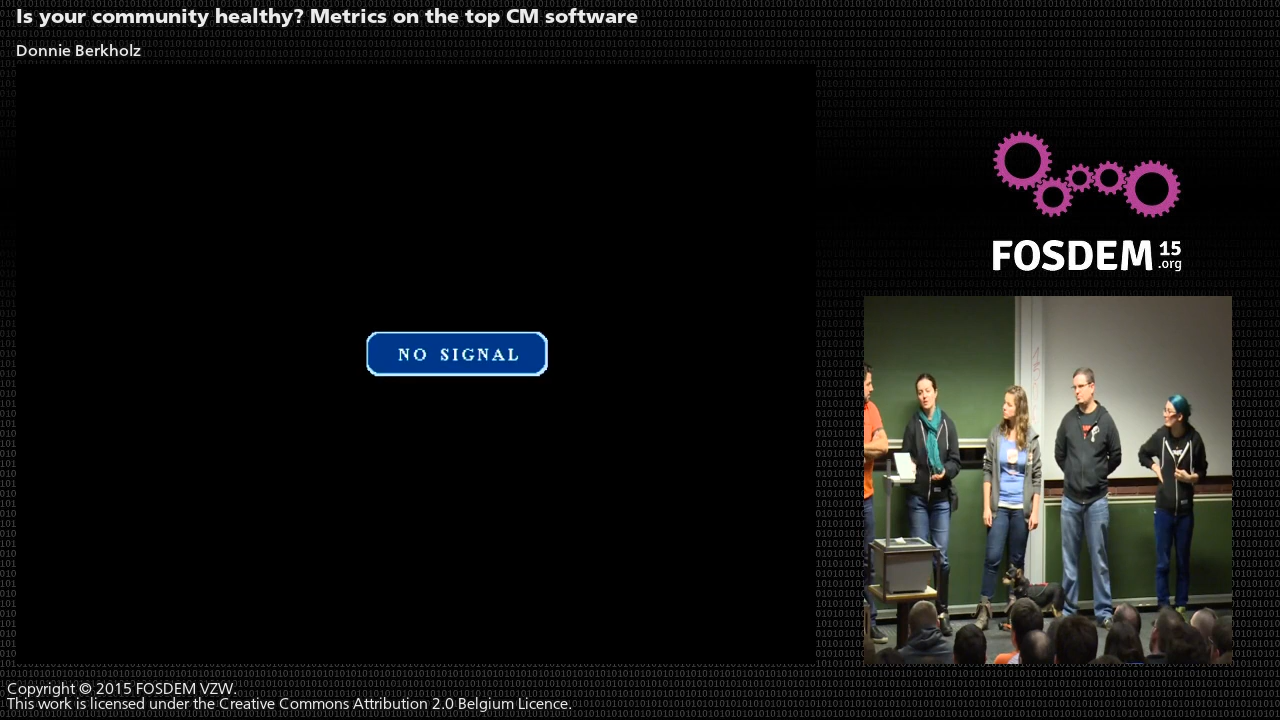 Is your community healthy? Metrics on the top CM software
Donnie Berkholz
NO SIGNAL
FOSDEM 15
.org
Copyright © 2015 FOSDEM VZW.
This work is licensed under the Creative Commons Attribution 2.0 Belgium Licence.